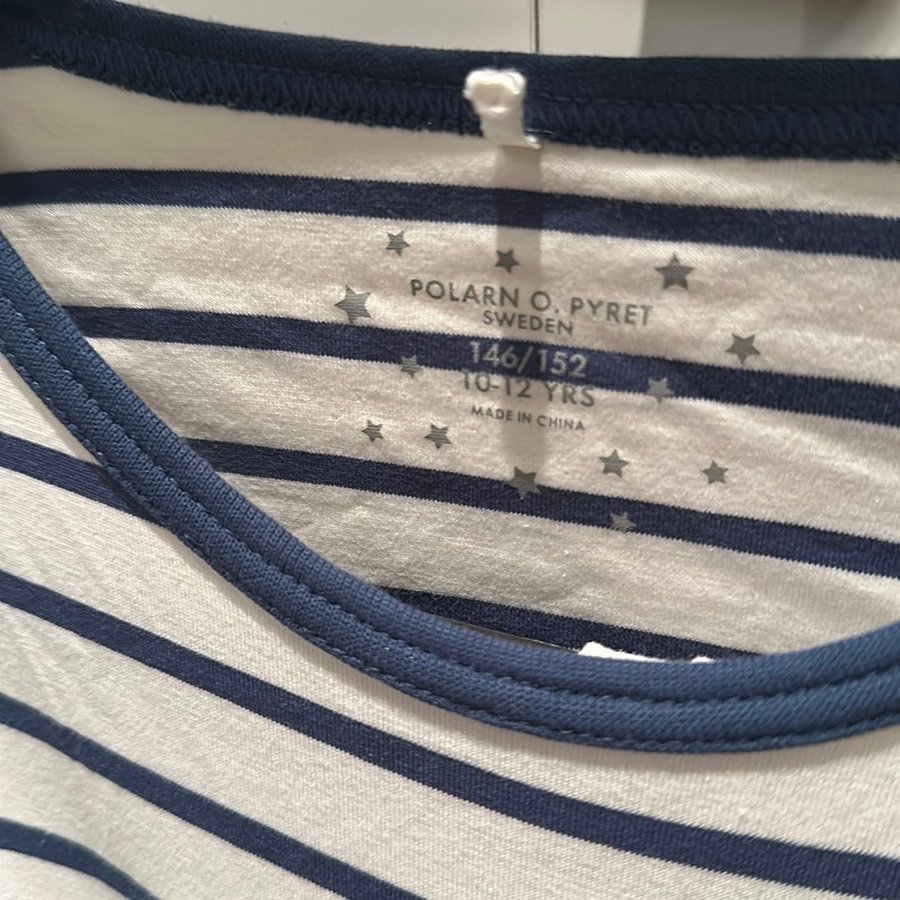 POLARN O. PYRET
SWEDEN
146/152
10-12 YRS
MADE IN CHINA